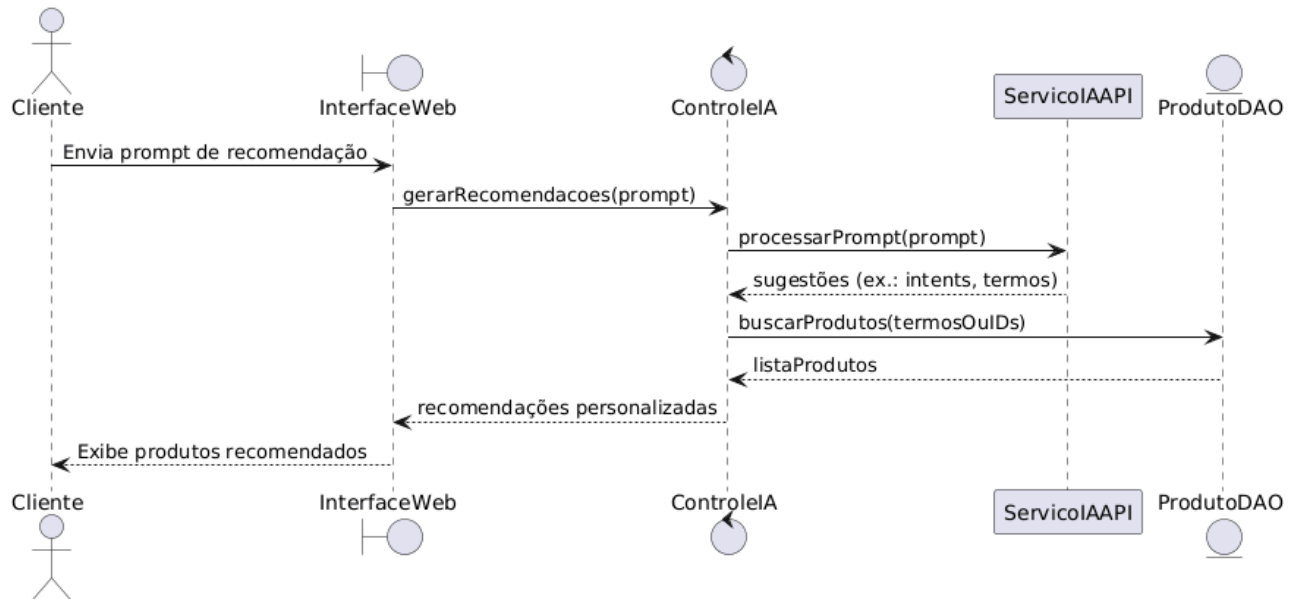 Cliente
InterfaceWeb
ControleIA
ServicoIAAPI
ProdutoDAO
Envia prompt de recomendação
gerarRecomendacoes(prompt)
processarPrompt(prompt)
sugestões (ex.: intents, termos)
buscarProdutos(termosOuIDs)
listaProdutos
recomendações personalizadas
Exibe produtos recomendados
Cliente
InterfaceWeb
ControleIA
ServicoIAAPI
ProdutoDAO